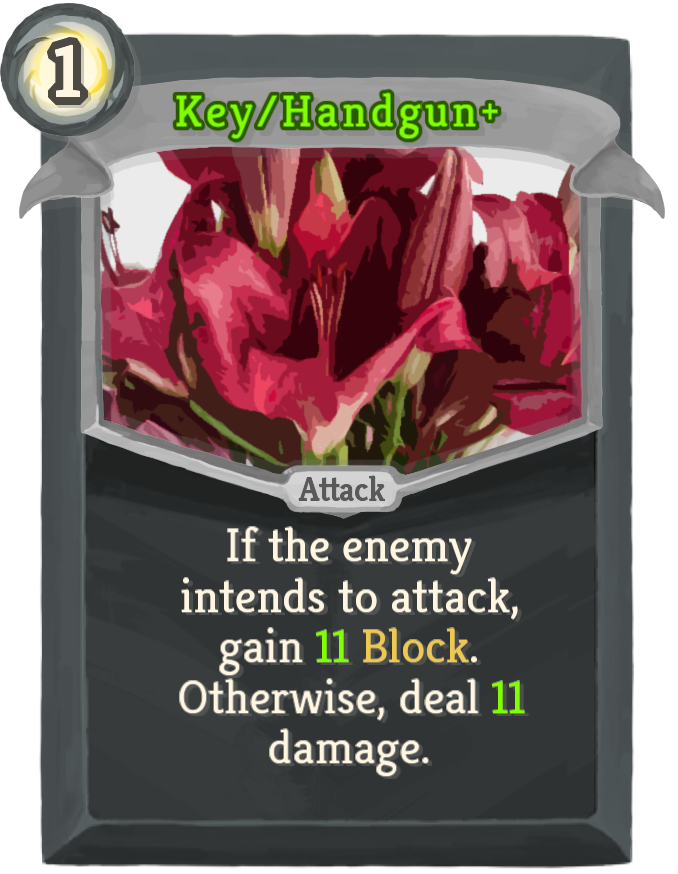 1
Key/Handgun+
Attack
If the enemy
intends to attack,
gain 11 Block.
Otherwise, deal 11
damage.